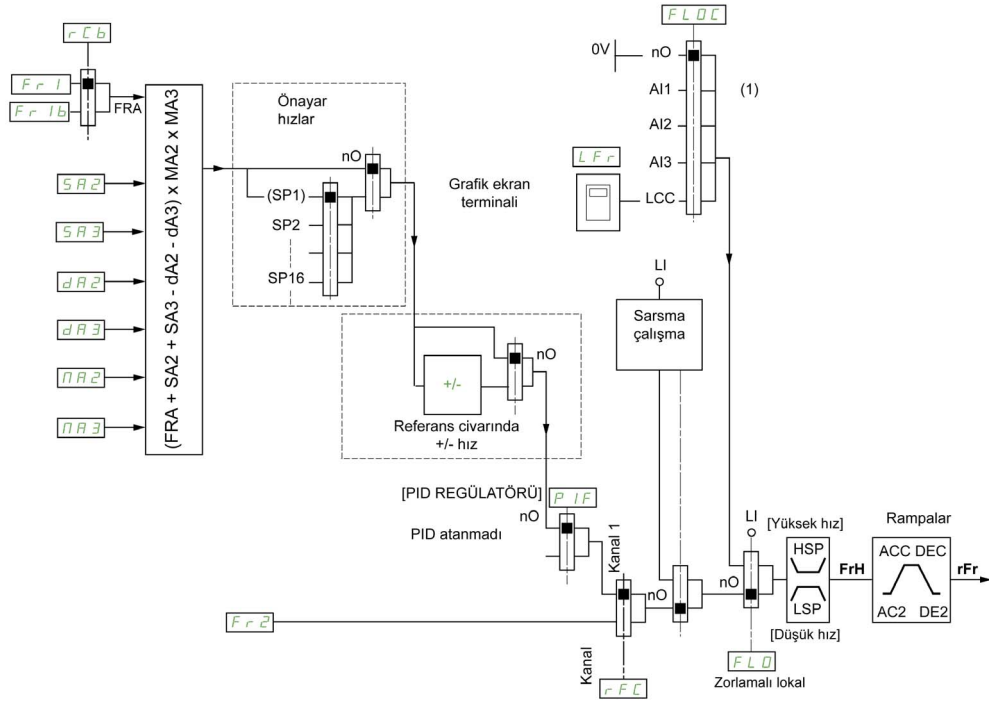 rCb
FLOC
0V
nO
Fr1
Fr1b
FRA
AI1
(1)
AI2
AI3
LFr
LCC
Önayar
hızlar
nO
(SP1)
SP2
SP16
Grafik ekran
terminali
SA2
SA3
dA2
dA3
MA2
MA3
(FRA + SA2 + SA3 - dA2 - dA3) x MA2 x MA3
LI
Sarsma
çalışma
nO
+/-
Referans civarında
+/- hız
[PID REGÜLATÖRÜ]
PIF
nO
PID atanmadı
Kanal 1
LI
[Yüksek hız]
Rampalar
HSP
ACC DEC
FrH
rFr
nO
nO
LSP
AC2 DE2
Fr2
[Düşük hız]
Kanal
rFC
FLO
Zorlamalı lokal